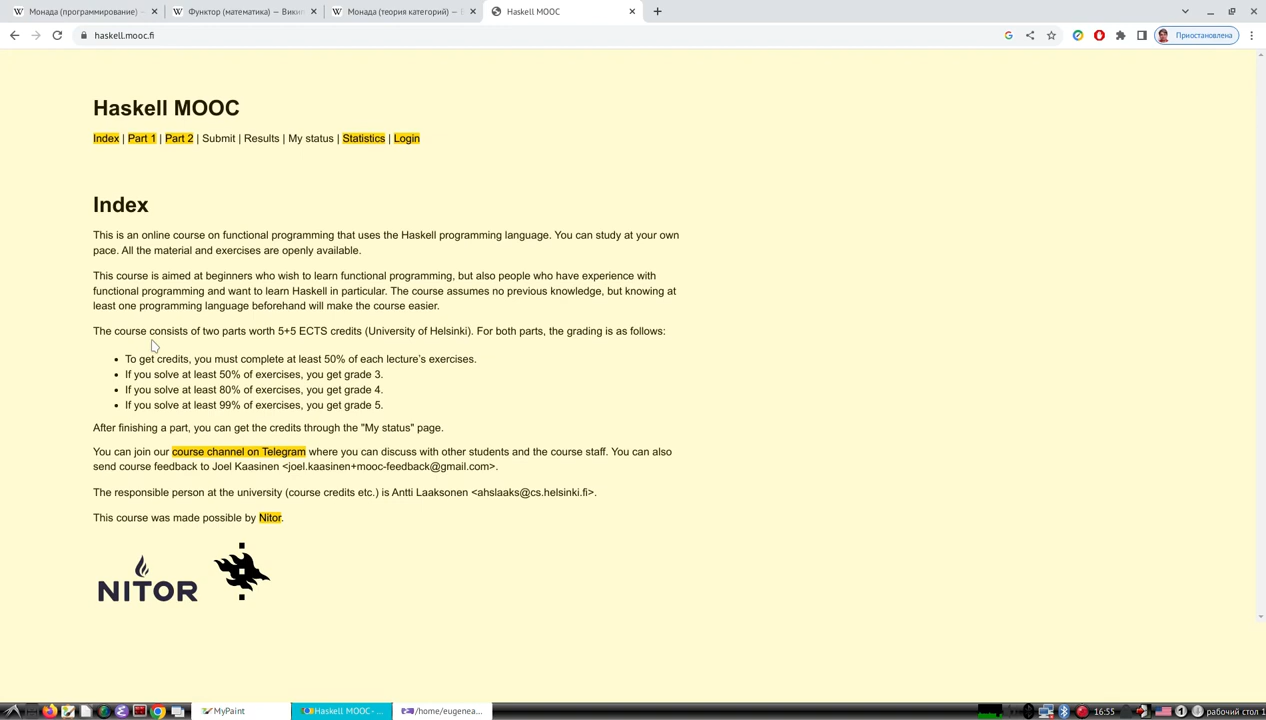 Монада (программирование) —
Функтор (математика) — Вики
Монада (теория категорий) —
Haskell MOOC
haskell.mooc.fi
Приостановлена
Haskell MOOC
Index | Part 1 | Part 2 | Submit | Results | My status | Statistics | Login
Index
This is an online course on functional programming that uses the Haskell programming language. You can study at your own
pace. All the material and exercises are openly available.
This course is aimed at beginners who wish to learn functional programming, but also people who have experience with
functional programming and want to learn Haskell in particular. The course assumes no previous knowledge, but knowing at
least one programming language beforehand will make the course easier.
The course consists of two parts worth 5+5 ECTS credits (University of Helsinki). For both parts, the grading is as follows:
• To get credits, you must complete at least 50% of each lecture's exercises.
• If you solve at least 50% of exercises, you get grade 3.
• If you solve at least 80% of exercises, you get grade 4.
• If you solve at least 99% of exercises, you get grade 5.
After finishing a part, you can get the credits through the "My status" page.
You can join our course channel on Telegram where you can discuss with other students and the course staff. You can also
send course feedback to Joel Kaasinen <joel.kaasinen+mooc-feedback@gmail.com>.
The responsible person at the university (course credits etc.) is Antti Laaksonen <ahslaaks@cs.helsinki.fi>.
This course was made possible by Nitor.
NITOR
MyPaint
Haskell MOOC - ...
/home/eugenea...
16:55
рабочий стол 1